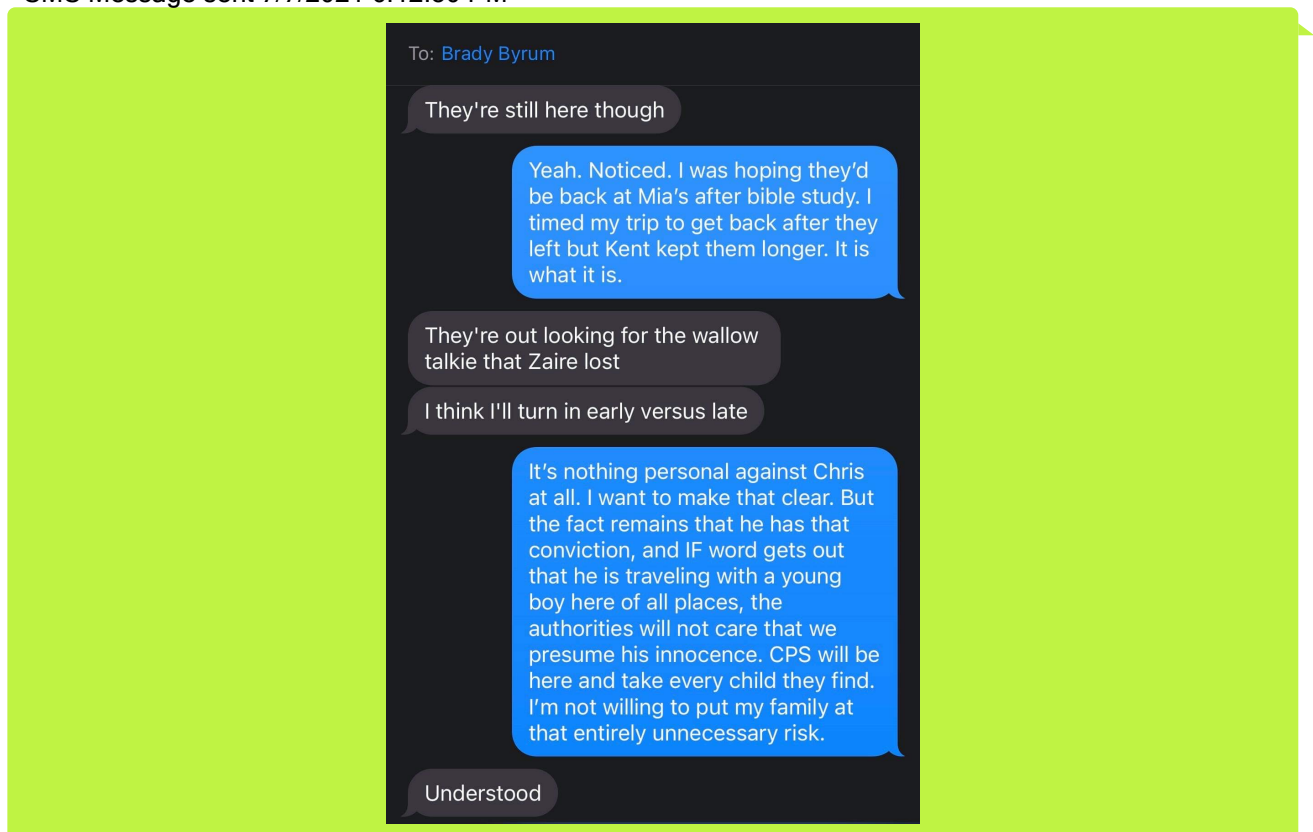 To: Brady Byrum
They're still here though
Yeah. Noticed. I was hoping they’d
be back at Mia’s after bible study. I
timed my trip to get back after they
left but Kent kept them longer. It is
what it is.
They're out looking for the wallow
talkie that Zaire lost
I think I'll turn in early versus late
It’s nothing personal against Chris
at all. I want to make that clear. But
the fact remains that he has that
conviction, and IF word gets out
that he is traveling with a young
boy here of all places, the
authorities will not care that we
presume his innocence. CPS will be
here and take every child they find.
I’m not willing to put my family at
that entirely unnecessary risk.
Understood